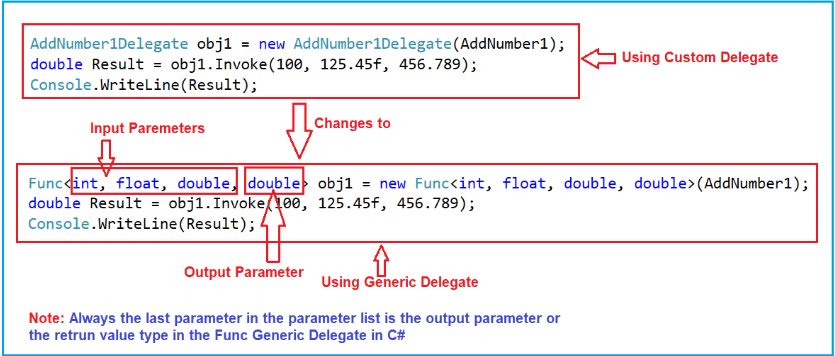 AddNumber1Delegate obj1 = new AddNumber1Delegate(AddNumber1);
double Result = obj1.Invoke(100, 125.45f, 456.789);
Console.WriteLine(Result);
Using Custom Delegate
Input Paremeters
Changes to
Func<int, float, double, double> obj1 = new Func<int, float, double, double>(AddNumber1);
double Result = obj1.Invoke(100, 125.45f, 456.789);
Console.WriteLine(Result);
Output Parameter
Using Generic Delegate
Note: Always the last parameter in the parameter list is the output parameter or
the retrun value type in the Func Generic Delegate in C#